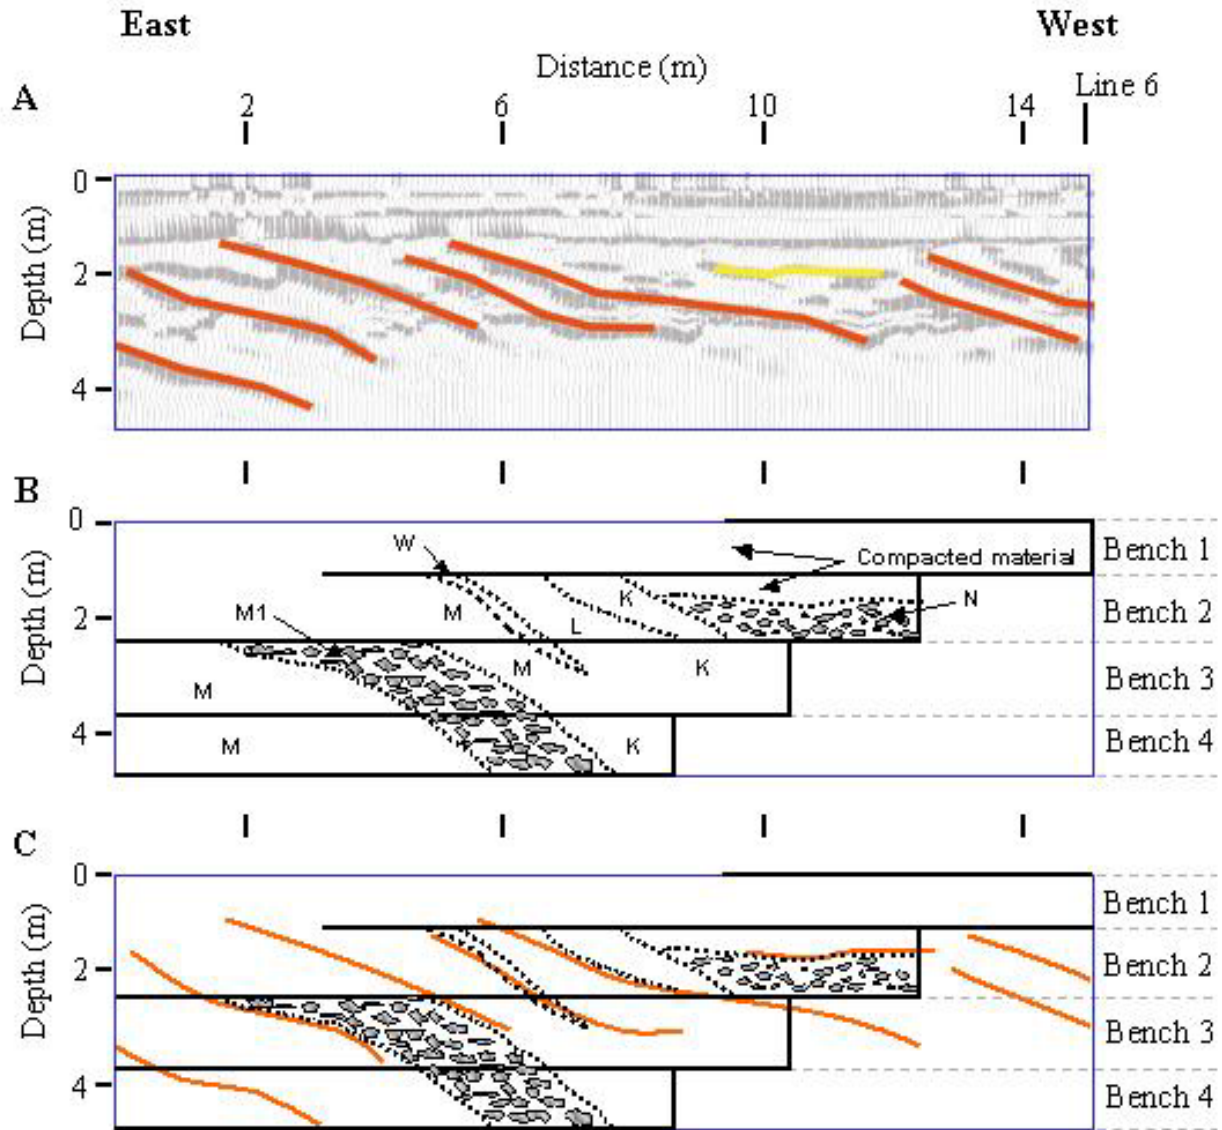 East West
Distance (m)
A 2 6 10 14 Line 6
0
2
4
Depth (m)
B
0
2
4
Depth (m)
W Compacted material Bench 1
M1 M K L N Bench 2
M M K Bench 3
M K Bench 4
C
0
2
4
Depth (m)
Bench 1
Bench 2
Bench 3
Bench 4